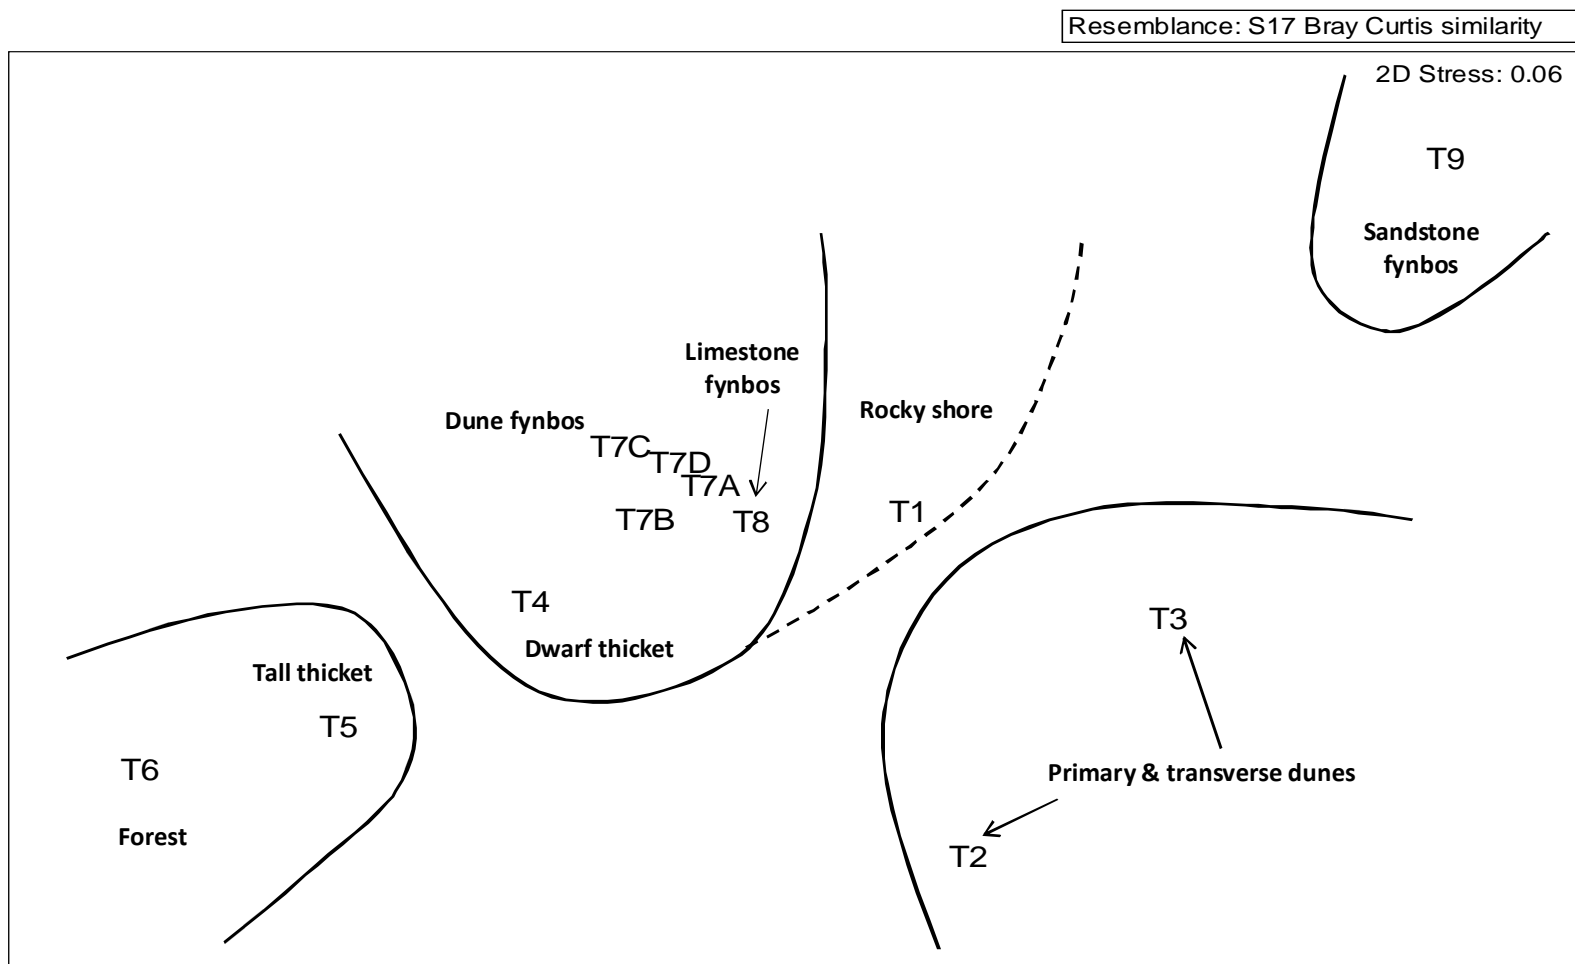 Resemblance: S17 Bray Curtis similarity
2D Stress: 0.06
T9
Sandstone
fynbos
Limestone
fynbos
Rocky shore
Dune fynbos
T7C
T7D
T7A
T7B
T8
T1
T4
Dwarf thicket
T3
Tall thicket
T5
T6
Forest
Primary & transverse dunes
T2